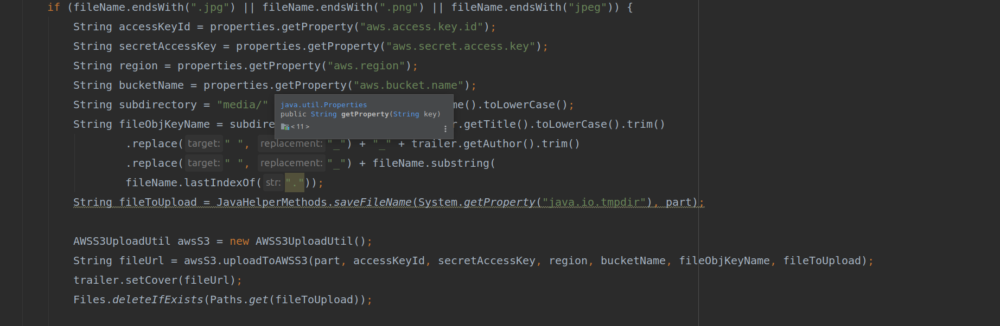 if (fileName.endsWith(".jpg") || fileName.endsWith(".png") || fileName.endsWith("jpeg")) {
String accessKeyId = properties.getProperty("aws.access.key.id");
String secretAccessKey = properties.getProperty("aws.secret.access.key");
String region = properties.getProperty("aws.region");
String bucketName = properties.getProperty("aws.bucket.name");
String subdirectory = "media/" me().toLowerCase();
java.util.Properties
public String getProperty(String key)
< 11 >
String fileObjKeyName = subdire r.getTitle().toLowerCase().trim()
.replace( target: " ", replacement: "_") + "_" + trailer.getAuthor().trim()
.replace( target: " ", replacement: "_") + fileName.substring(
fileName.lastIndexOf( str: "."));
String fileToUpload = JavaHelperMethods.saveFileName(System.getProperty("java.io.tmpdir"), part);
AWSS3UploadUtil awsS3 = new AWSS3UploadUtil();
String fileUrl = awsS3.uploadToAWSS3(part, accessKeyId, secretAccessKey, region, bucketName, fileObjKeyName, fileToUpload);
trailer.setCover(fileUrl);
Files.deleteIfExists(Paths.get(fileToUpload));